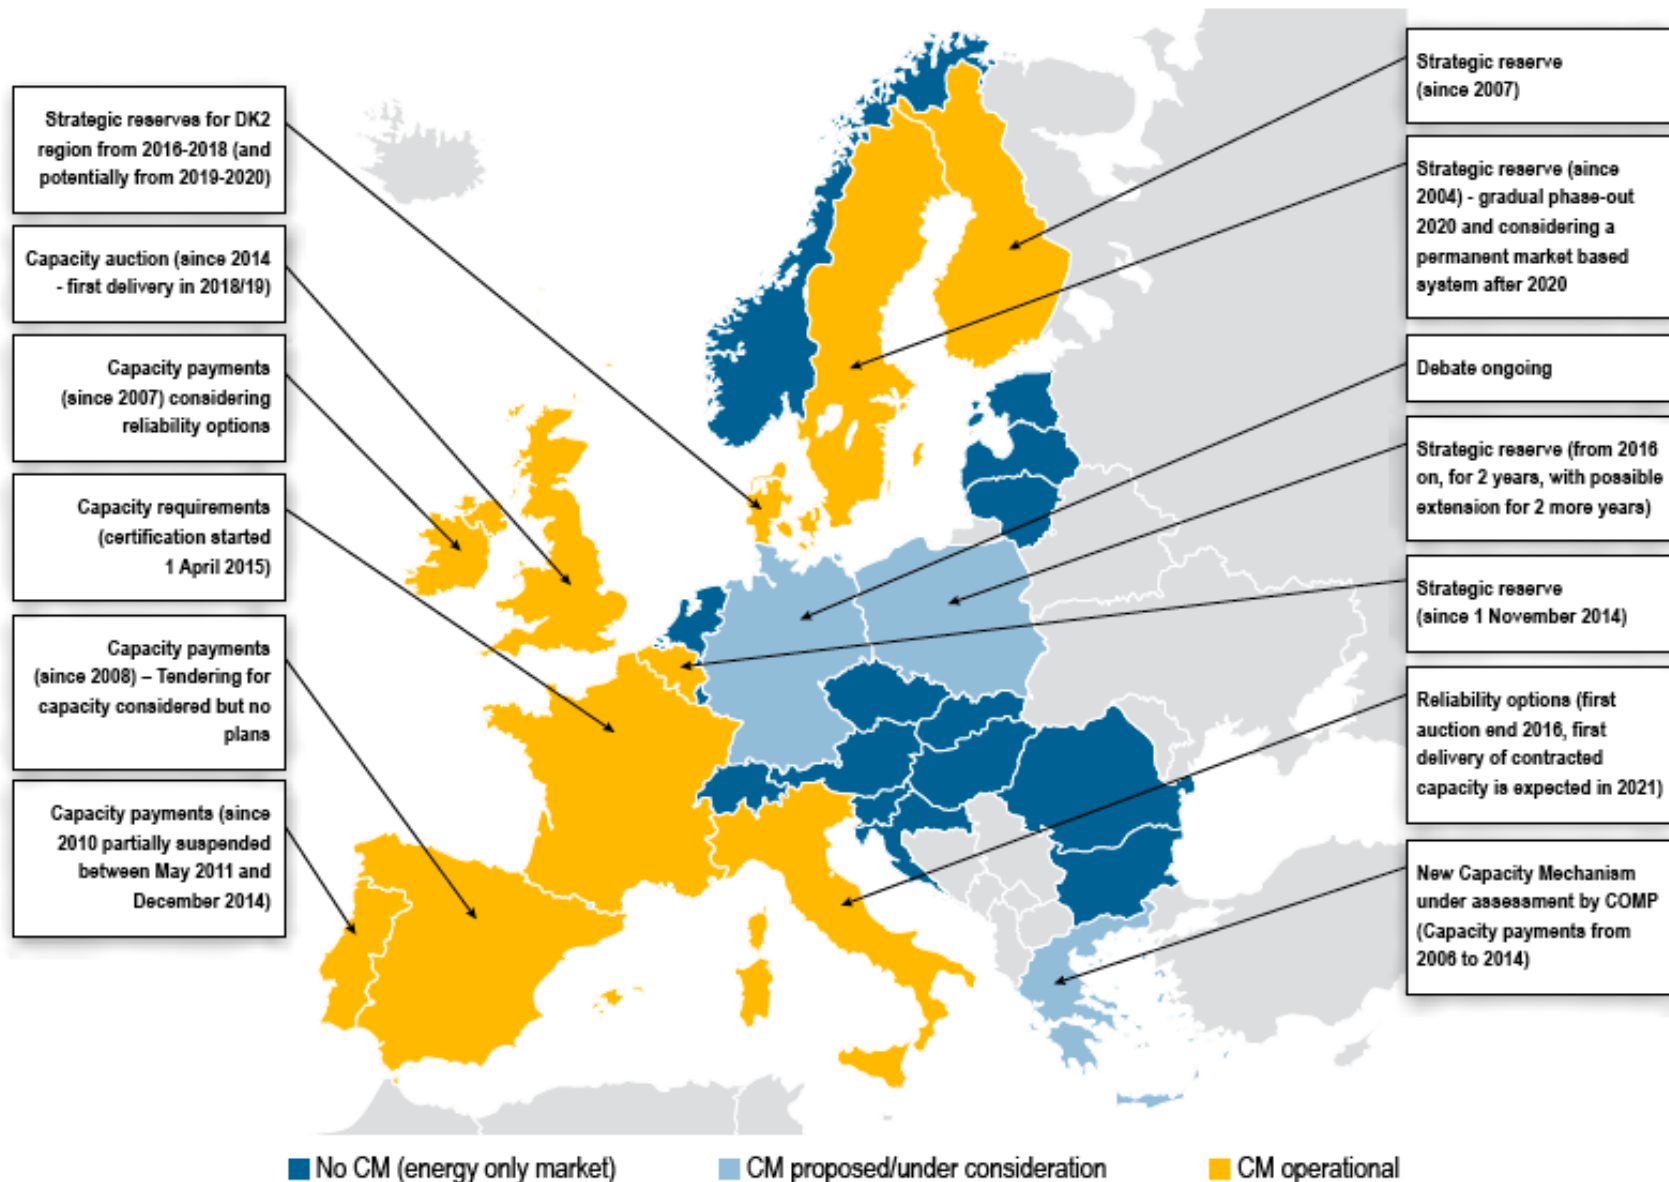 Strategic reserves for DK2
region from 2016-2018 (and
potentially from 2019-2020)
Capacity auction (since 2014
- first delivery in 2018/19)
Capacity payments
(since 2007) considering
reliability options
Capacity requirements
(certification started
1 April 2015)
Capacity payments
(since 2008) – Tendering for
capacity considered but no
plans
Capacity payments (since
2010 partially suspended
between May 2011 and
December 2014)
Strategic reserve
(since 2007)
Strategic reserve (since
2004) - gradual phase-out
2020 and considering a
permanent market based
system after 2020
Debate ongoing
Strategic reserve (from 2016
on, for 2 years, with possible
extension for 2 more years)
Strategic reserve
(since 1 November 2014)
Reliability options (first
auction end 2016, first
delivery of contracted
capacity is expected in 2021)
New Capacity Mechanism
under assessment by COMP
(Capacity payments from
2006 to 2014)
No CM (energy only market)
CM proposed/under consideration
CM operational